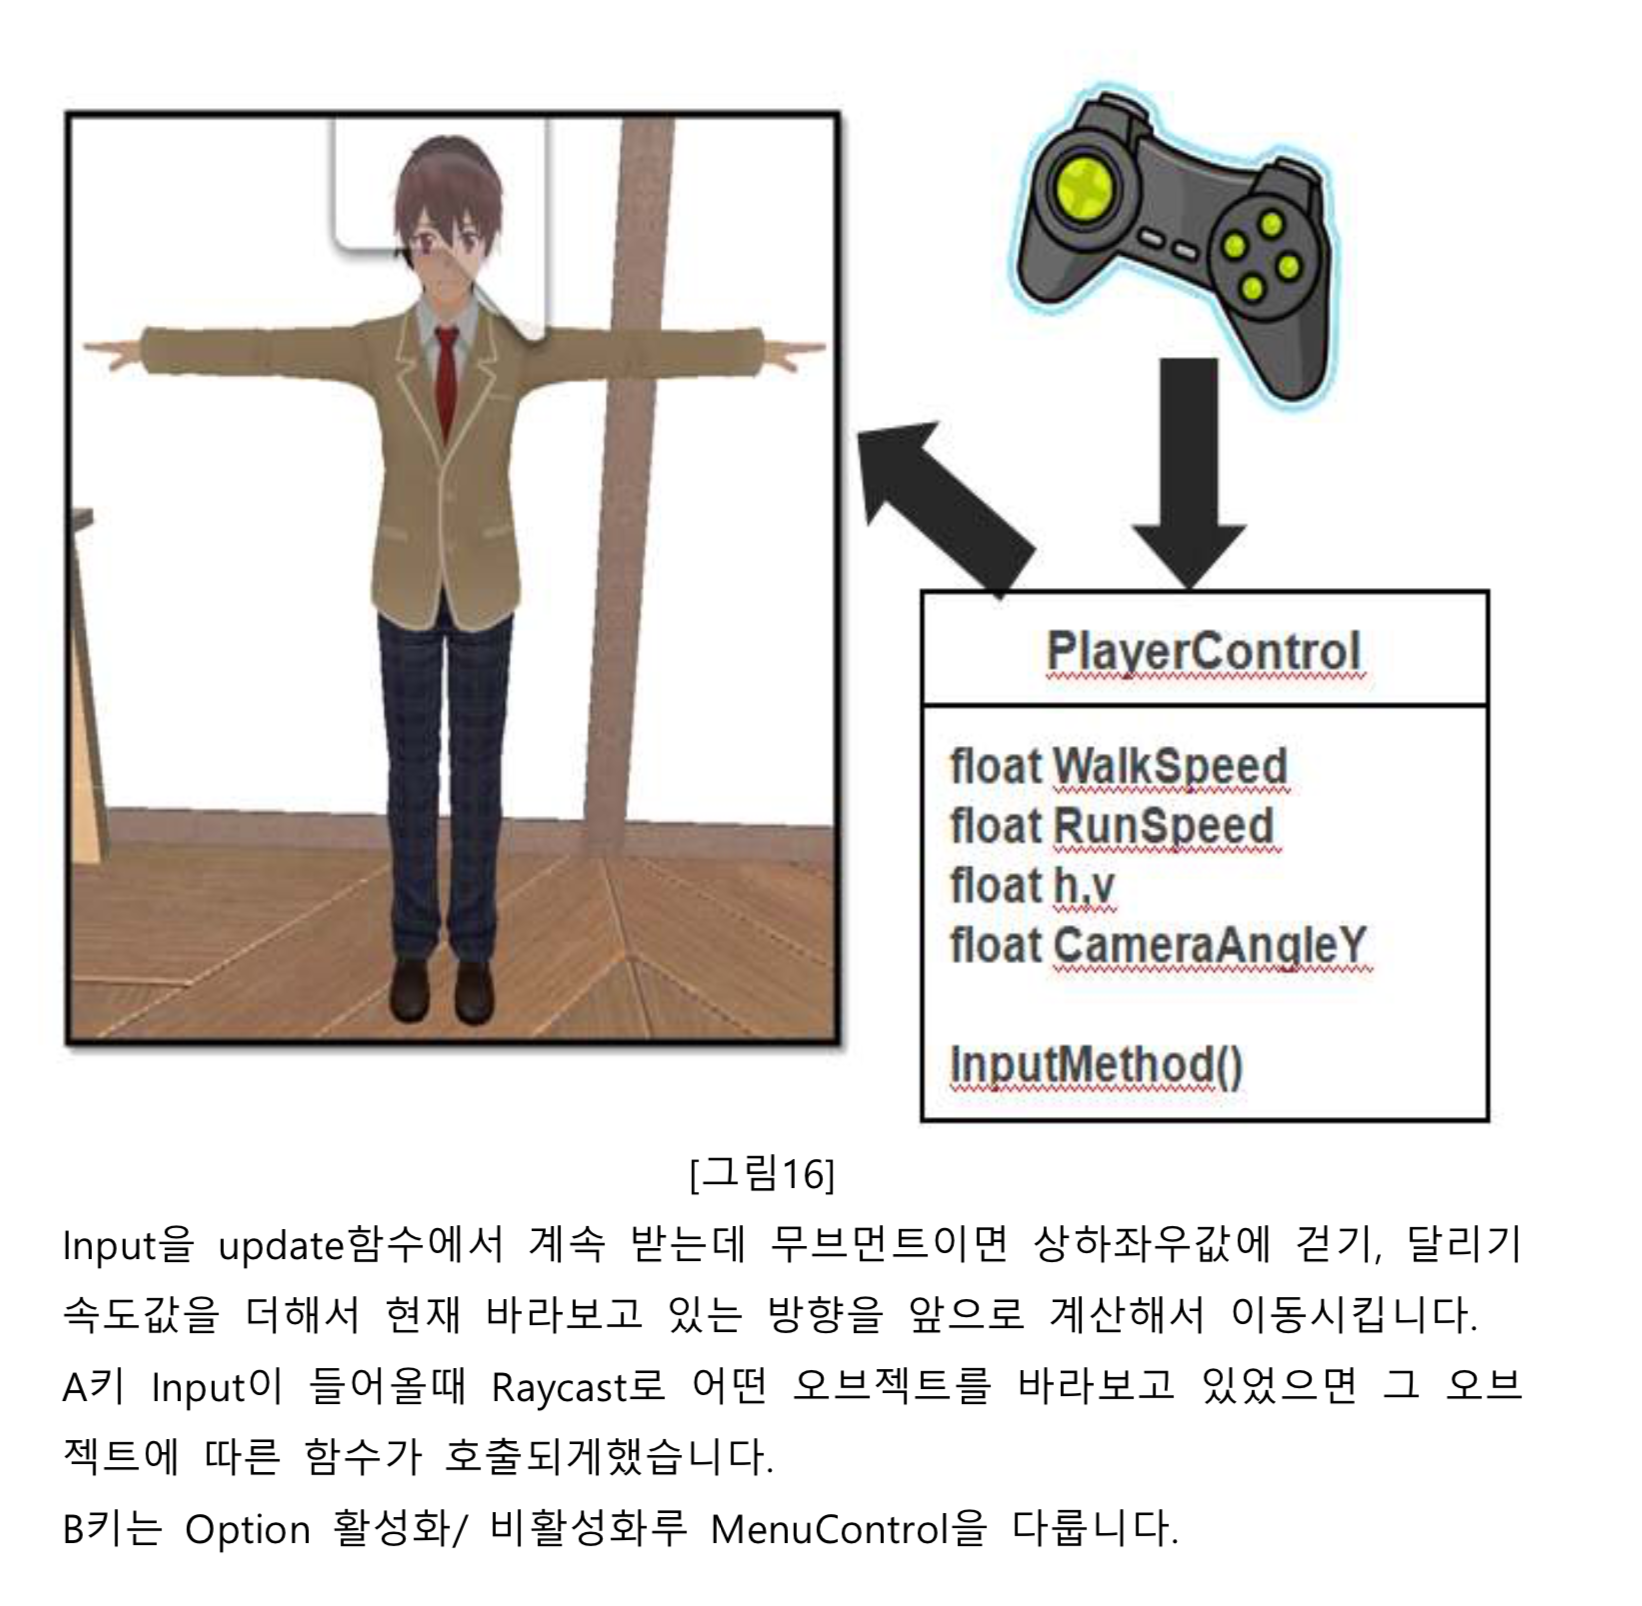 PlayerControl
float WalkSpeed
float RunSpeed
float h,v
float CameraAngleY
InputMethod()
[그림16]
Input을 update함수에서 계속 받는데 무브먼트이면 상하좌우값에 걷기, 달리기
속도값을 더해서 현재 바라보고 있는 방향을 앞으로 계산해서 이동시킵니다.
A키 Input이 들어올때 Raycast로 어떤 오브젝트를 바라보고 있었으면 그 오브
젝트에 따른 함수가 호출되게했습니다.
B키는 Option 활성화/ 비활성화루 MenuControl을 다룹니다.